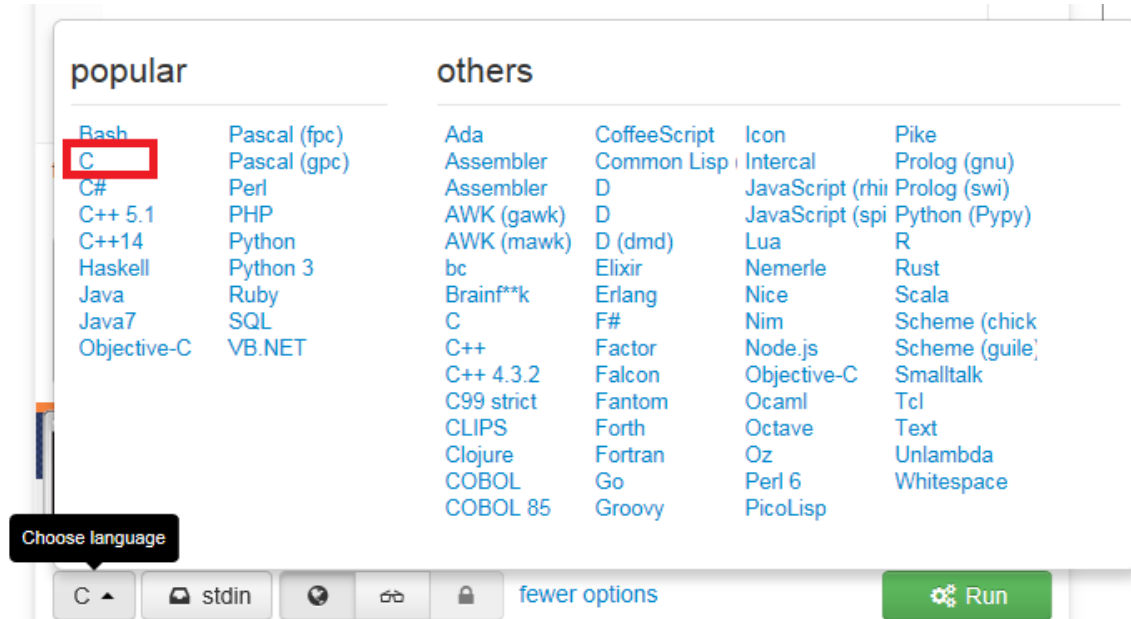 popular
Bash
C
C#
C++ 5.1
C++14
Haskell
Java
Java7
Objective-C
Pascal (fpc)
Pascal (gpc)
Perl
PHP
Python
Python 3
Ruby
SQL
VB.NET
others
Ada
Assembler
Assembler
AWK (gawk)
AWK (mawk)
bc
Brainf**k
C
C++
C++ 4.3.2
C99 strict
CLIPS
Clojure
COBOL
COBOL 85
CoffeeScript
Common Lisp (
D
D
D (dmd)
Elixir
Erlang
F#
Factor
Falcon
Fantom
Forth
Fortran
Go
Groovy
Icon
Intercal
JavaScript (rhi
JavaScript (spi
Lua
Nemerle
Nice
Nim
Node.js
Objective-C
Ocaml
Octave
Oz
Perl 6
PicoLisp
Pike
Prolog (gnu)
Prolog (swi)
Python (Pypy)
R
Rust
Scala
Scheme (chick
Scheme (guile)
Smalltalk
Tcl
Text
Unlambda
Whitespace
Choose language
C
stdin
fewer options
Run